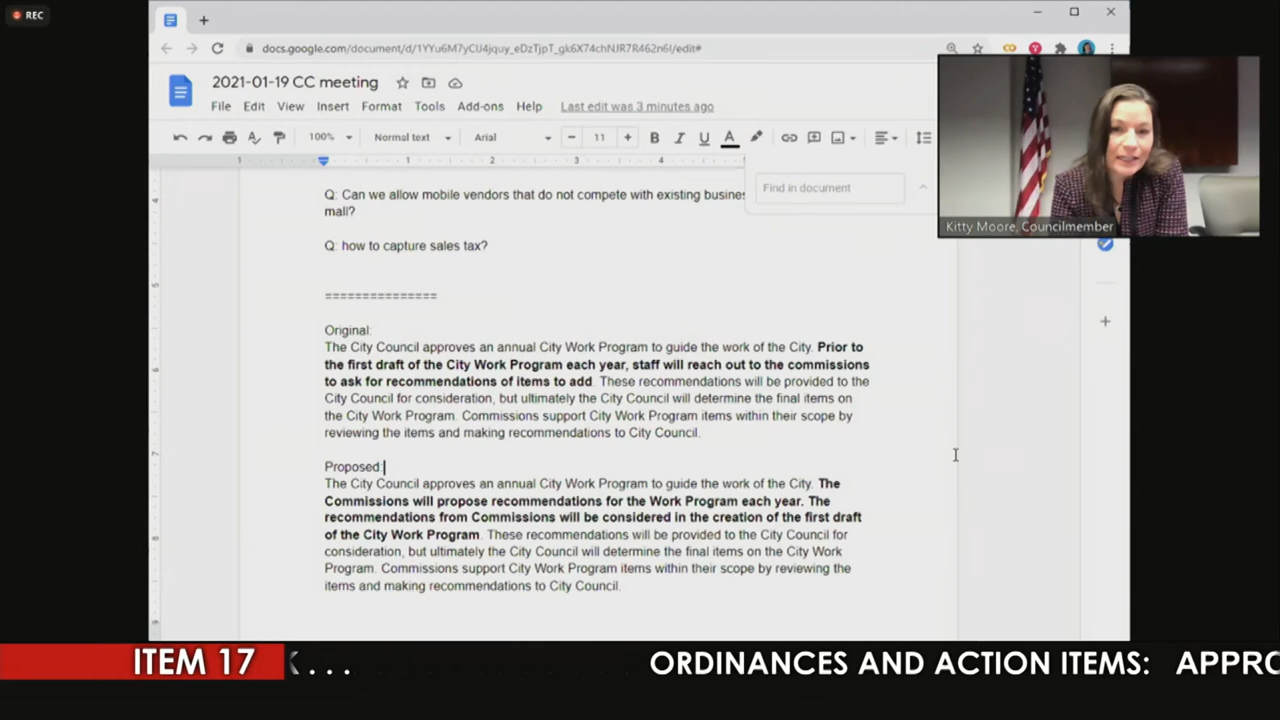 REC
docs.google.com/document/d/1YYu6M7yCIJ4jquy_eDzTjpT_gk6X74chNJR7R462n6I/edit#
2021-01-19 CC meeting
File Edit View Insert Format Tools Add-ons Help Last edit was 3 minutes ago
100% Normal text Arial 11 B I U A
1 1 2 3 4
Find in document
Kitty Moore, Councilmember
Q: Can we allow mobile vendors that do not compete with existing busines
mall?
Q: how to capture sales tax?
===============
Original:
The City Council approves an annual City Work Program to guide the work of the City. Prior to
the first draft of the City Work Program each year, staff will reach out to the commissions
to ask for recommendations of items to add. These recommendations will be provided to the
City Council for consideration, but ultimately the City Council will determine the final items on
the City Work Program. Commissions support City Work Program items within their scope by
reviewing the items and making recommendations to City Council.
Proposed:
The City Council approves an annual City Work Program to guide the work of the City. The
Commissions will propose recommendations for the Work Program each year. The
recommendations from Commissions will be considered in the creation of the first draft
of the City Work Program. These recommendations will be provided to the City Council for
consideration, but ultimately the City Council will determine the final items on the City Work
Program. Commissions support City Work Program items within their scope by reviewing the
items and making recommendations to City Council.
ITEM 17 K . . . ORDINANCES AND ACTION ITEMS: APPRO